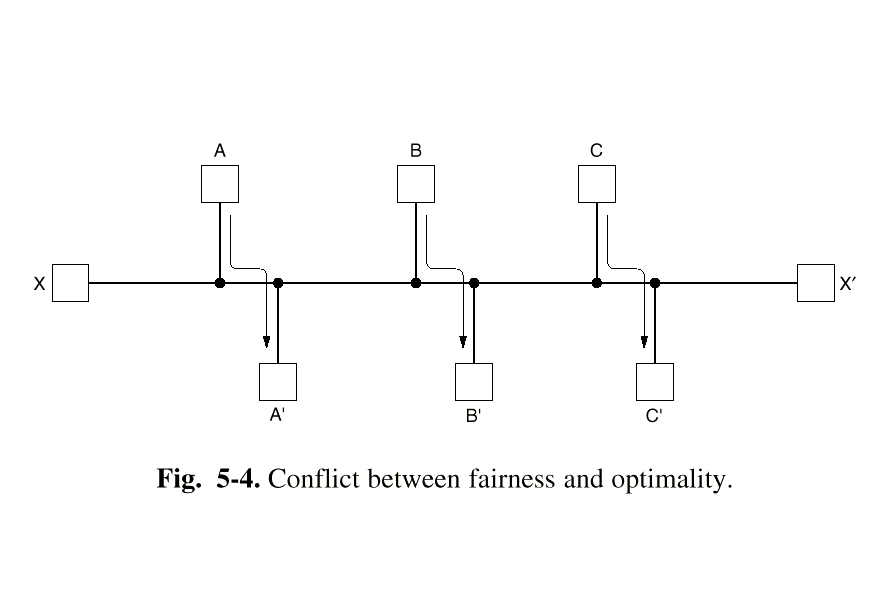 A B C
X X′
A' B' C'
Fig. 5-4. Conflict between fairness and optimality.